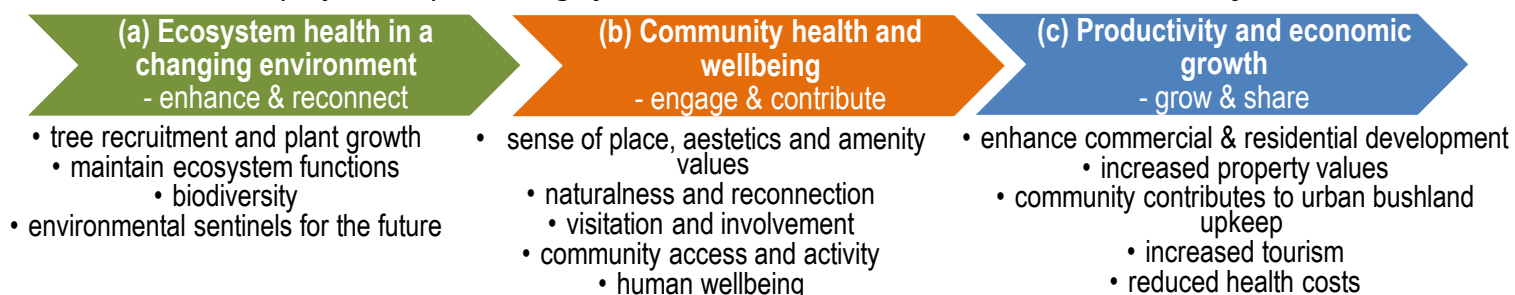 (a) Ecosystem health in a
changing environment
- enhance & reconnect
• tree recruitment and plant growth
• maintain ecosystem functions
• biodiversity
• environmental sentinels for the future
(b) Community health and
wellbeing
- engage & contribute
• sense of place, aestetics and amenity
values
• naturalness and reconnection
• visitation and involvement
• community access and activity
• human wellbeing
(c) Productivity and economic
growth
- grow & share
• enhance commercial & residential development
• increased property values
• community contributes to urban bushland
upkeep
• increased tourism
• reduced health costs